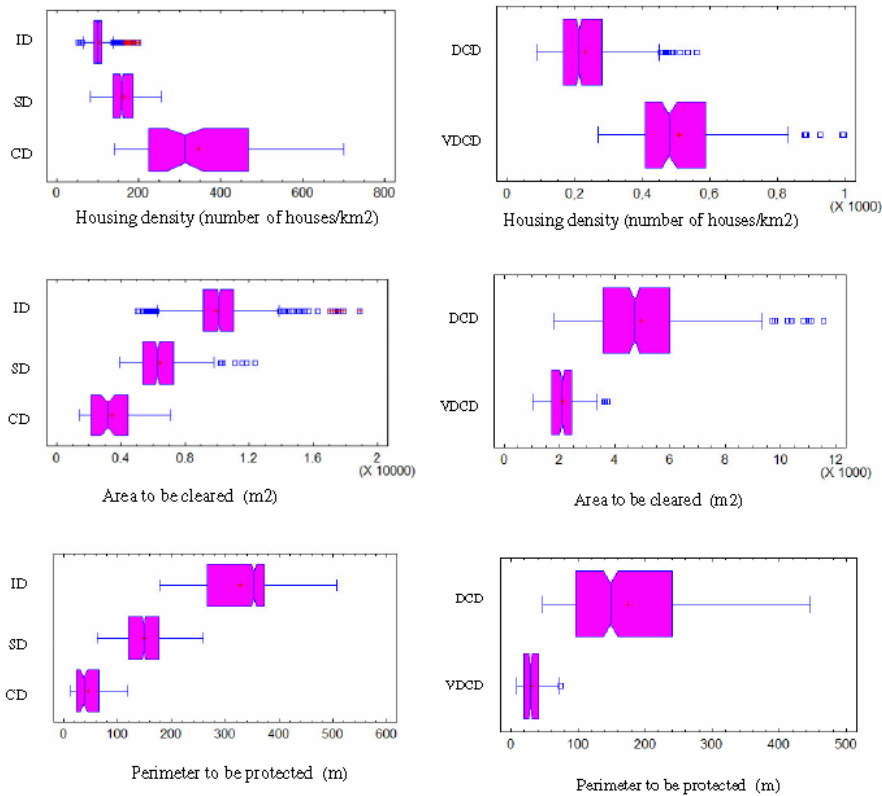 ID
SD
CD
0 200 400 600 800
Housing density (number of houses/km2)
DCD
VDCD
0 0,2 0,4 0,6 0,8 1
(X 1000)
Housing density (number of houses/km2)
ID
SD
CD
0 0.4 0.8 1.2 1.6 2
(X 10000)
Area to be cleared (m2)
DCD
VDCD
0 2 4 6 8 10 12
(X 1000)
Area to be cleared (m2)
ID
SD
CD
0 100 200 300 400 500 600
Perimeter to be protected (m)
DCD
VDCD
0 100 200 300 400 500
Perimeter to be protected (m)